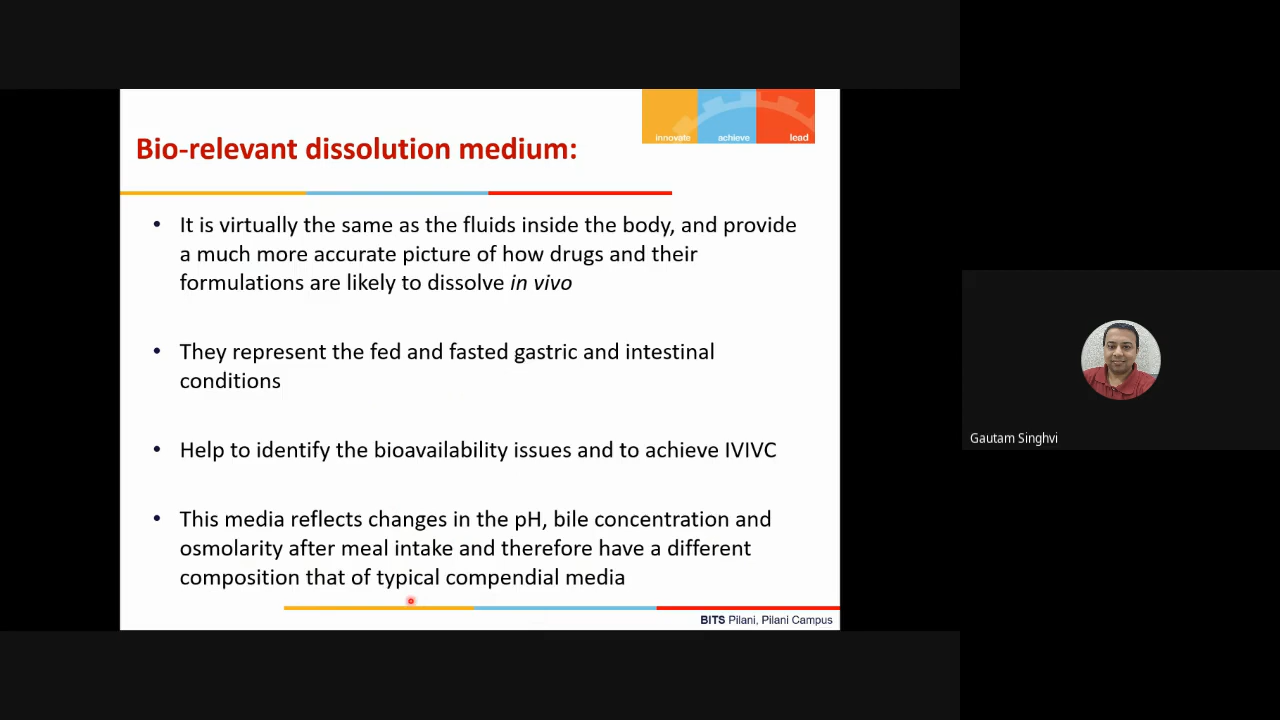 innovate achieve lead
Bio-relevant dissolution medium:
• It is virtually the same as the fluids inside the body, and provide
a much more accurate picture of how drugs and their
formulations are likely to dissolve in vivo
• They represent the fed and fasted gastric and intestinal
conditions
• Help to identify the bioavailability issues and to achieve IVIVC
• This media reflects changes in the pH, bile concentration and
osmolarity after meal intake and therefore have a different
composition that of typical compendial media
BITS Pilani, Pilani Campus
Gautam Singhvi